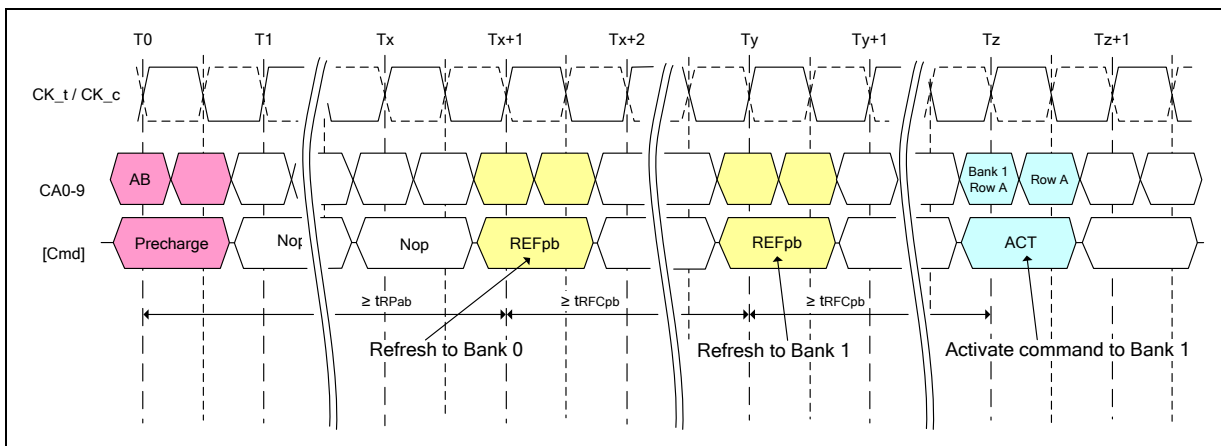 T0 T1 Tx Tx+1 Tx+2 Ty Ty+1 Tz Tz+1
CK_t / CK_c
CA0-9 AB Bank 1 Row A Row A
[Cmd] Precharge Nop Nop REFpb REFpb ACT
≥ tRPab ≥ tRFCpb ≥ tRFCpb
Refresh to Bank 0 Refresh to Bank 1 Activate command to Bank 1